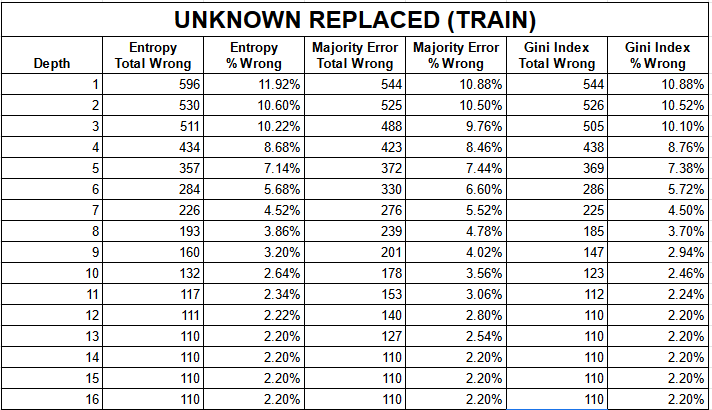 UNKNOWN REPLACED (TRAIN)
Depth Entropy Total Wrong Entropy % Wrong Majority Error Total Wrong Majority Error % Wrong Gini Index Total Wrong Gini Index % Wrong
1 596 11.92% 544 10.88% 544 10.88%
2 530 10.60% 525 10.50% 526 10.52%
3 511 10.22% 488 9.76% 505 10.10%
4 434 8.68% 423 8.46% 438 8.76%
5 357 7.14% 372 7.44% 369 7.38%
6 284 5.68% 330 6.60% 286 5.72%
7 226 4.52% 276 5.52% 225 4.50%
8 193 3.86% 239 4.78% 185 3.70%
9 160 3.20% 201 4.02% 147 2.94%
10 132 2.64% 178 3.56% 123 2.46%
11 117 2.34% 153 3.06% 112 2.24%
12 111 2.22% 140 2.80% 110 2.20%
13 110 2.20% 127 2.54% 110 2.20%
14 110 2.20% 110 2.20% 110 2.20%
15 110 2.20% 110 2.20% 110 2.20%
16 110 2.20% 110 2.20% 110 2.20%